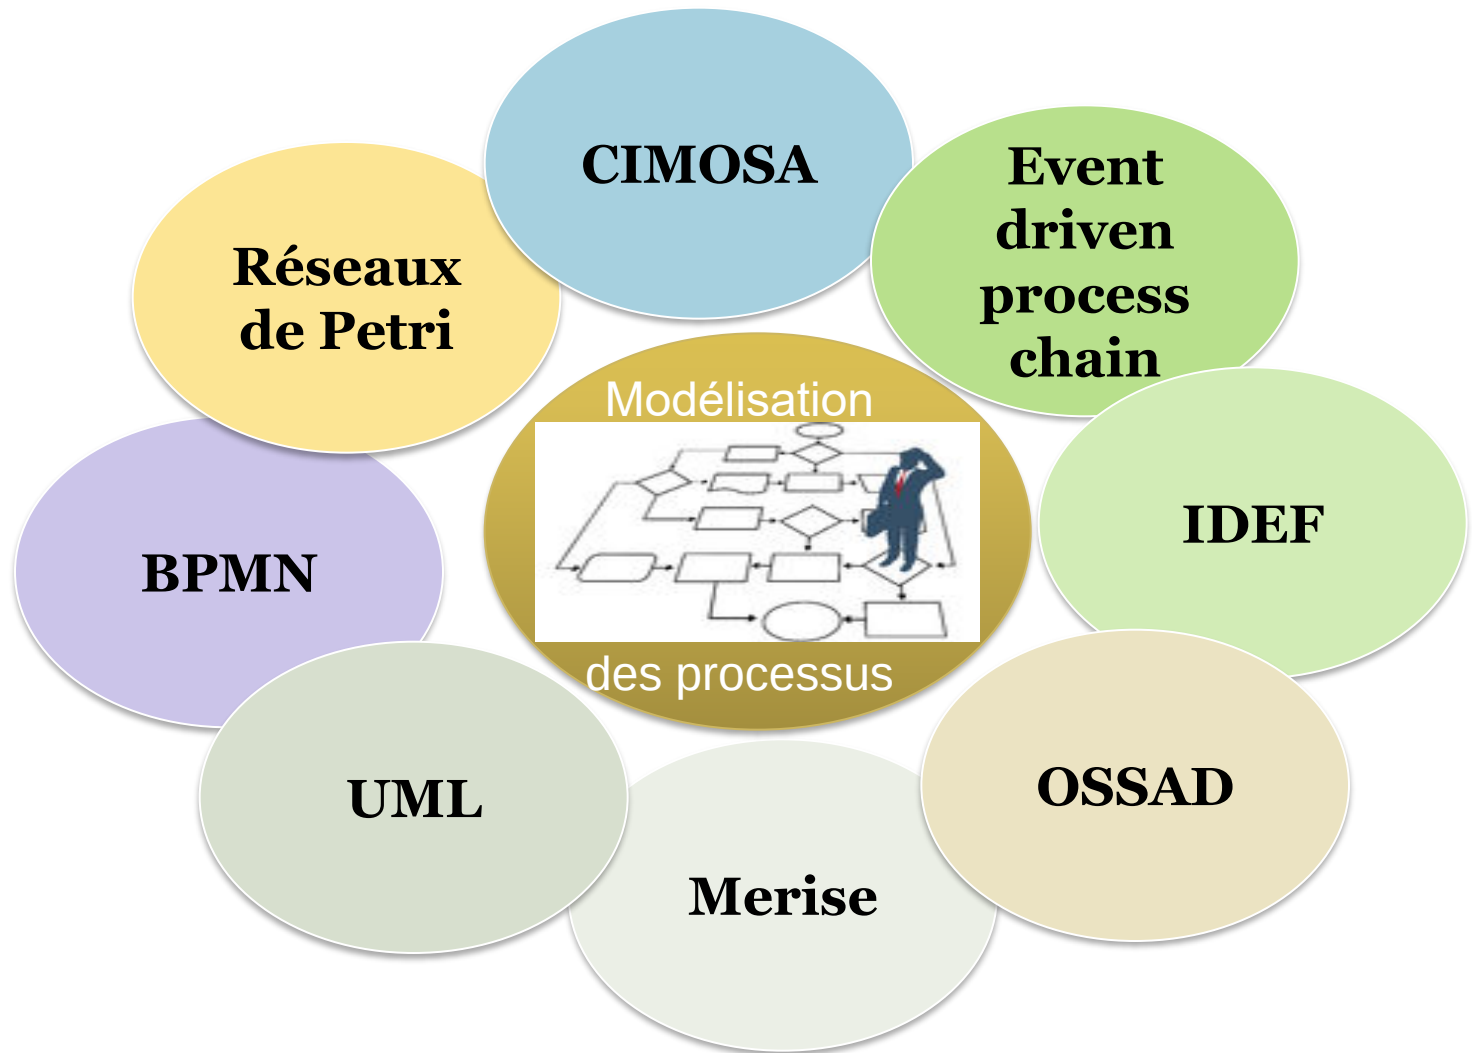 CIMOSA
Event
driven
process
chain
Réseaux
de Petri
Modélisation
des processus
IDEF
BPMN
OSSAD
UML
Merise